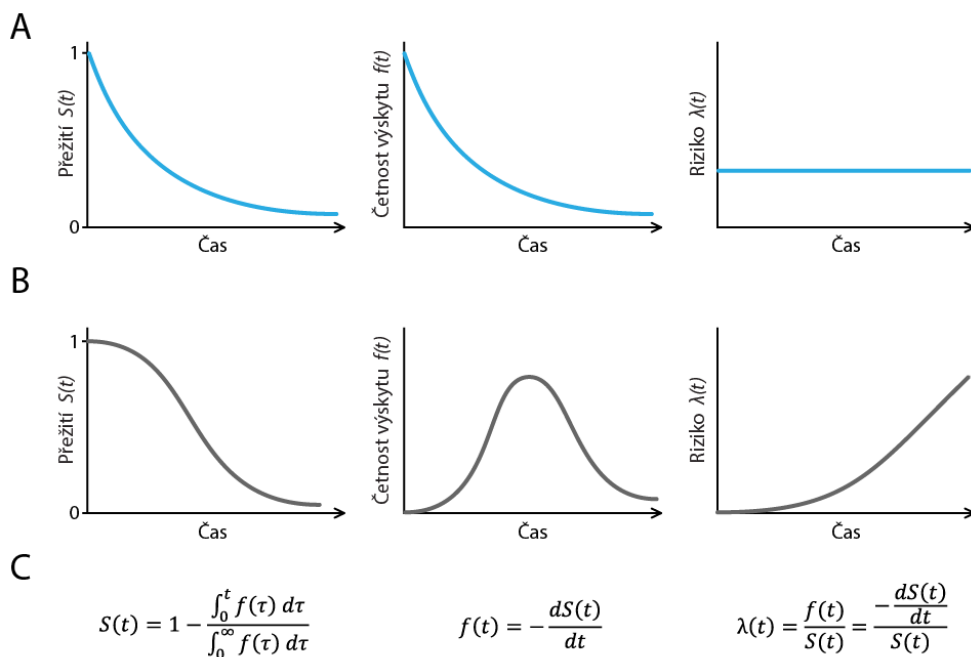 A
1
0
Přežití S(t)
Čas
Četnost výskytu f(t)
Čas
Riziko λ(t)
Čas
B
1
0
Přežití S(t)
Čas
Četnost výskytu f(t)
Čas
Riziko λ(t)
Čas
C
S(t) = 1 − ∫₀ᵗ f(τ) dτ / ∫₀^∞ f(τ) dτ
f(t) = − dS(t) / dt
λ(t) = f(t) / S(t) = − dS(t) / dt / S(t)